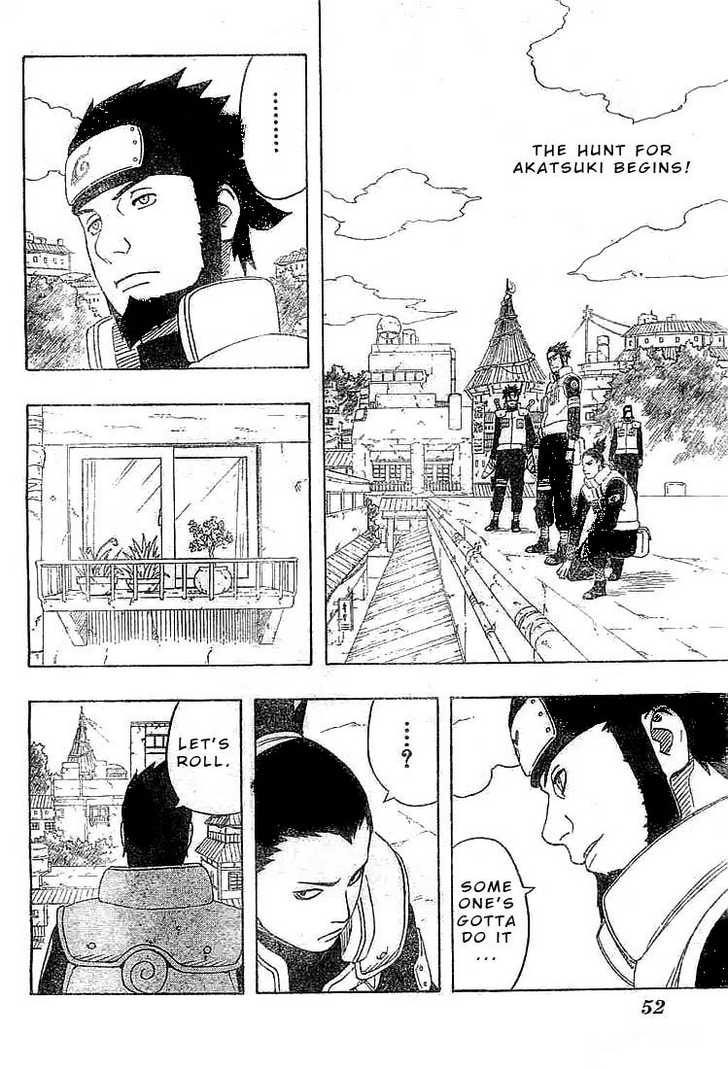 THE HUNT FOR
AKATSUKI BEGINS!
.........
SOME
ONE'S
GOTTA
DO IT
...
...?
LET'S
ROLL.
52